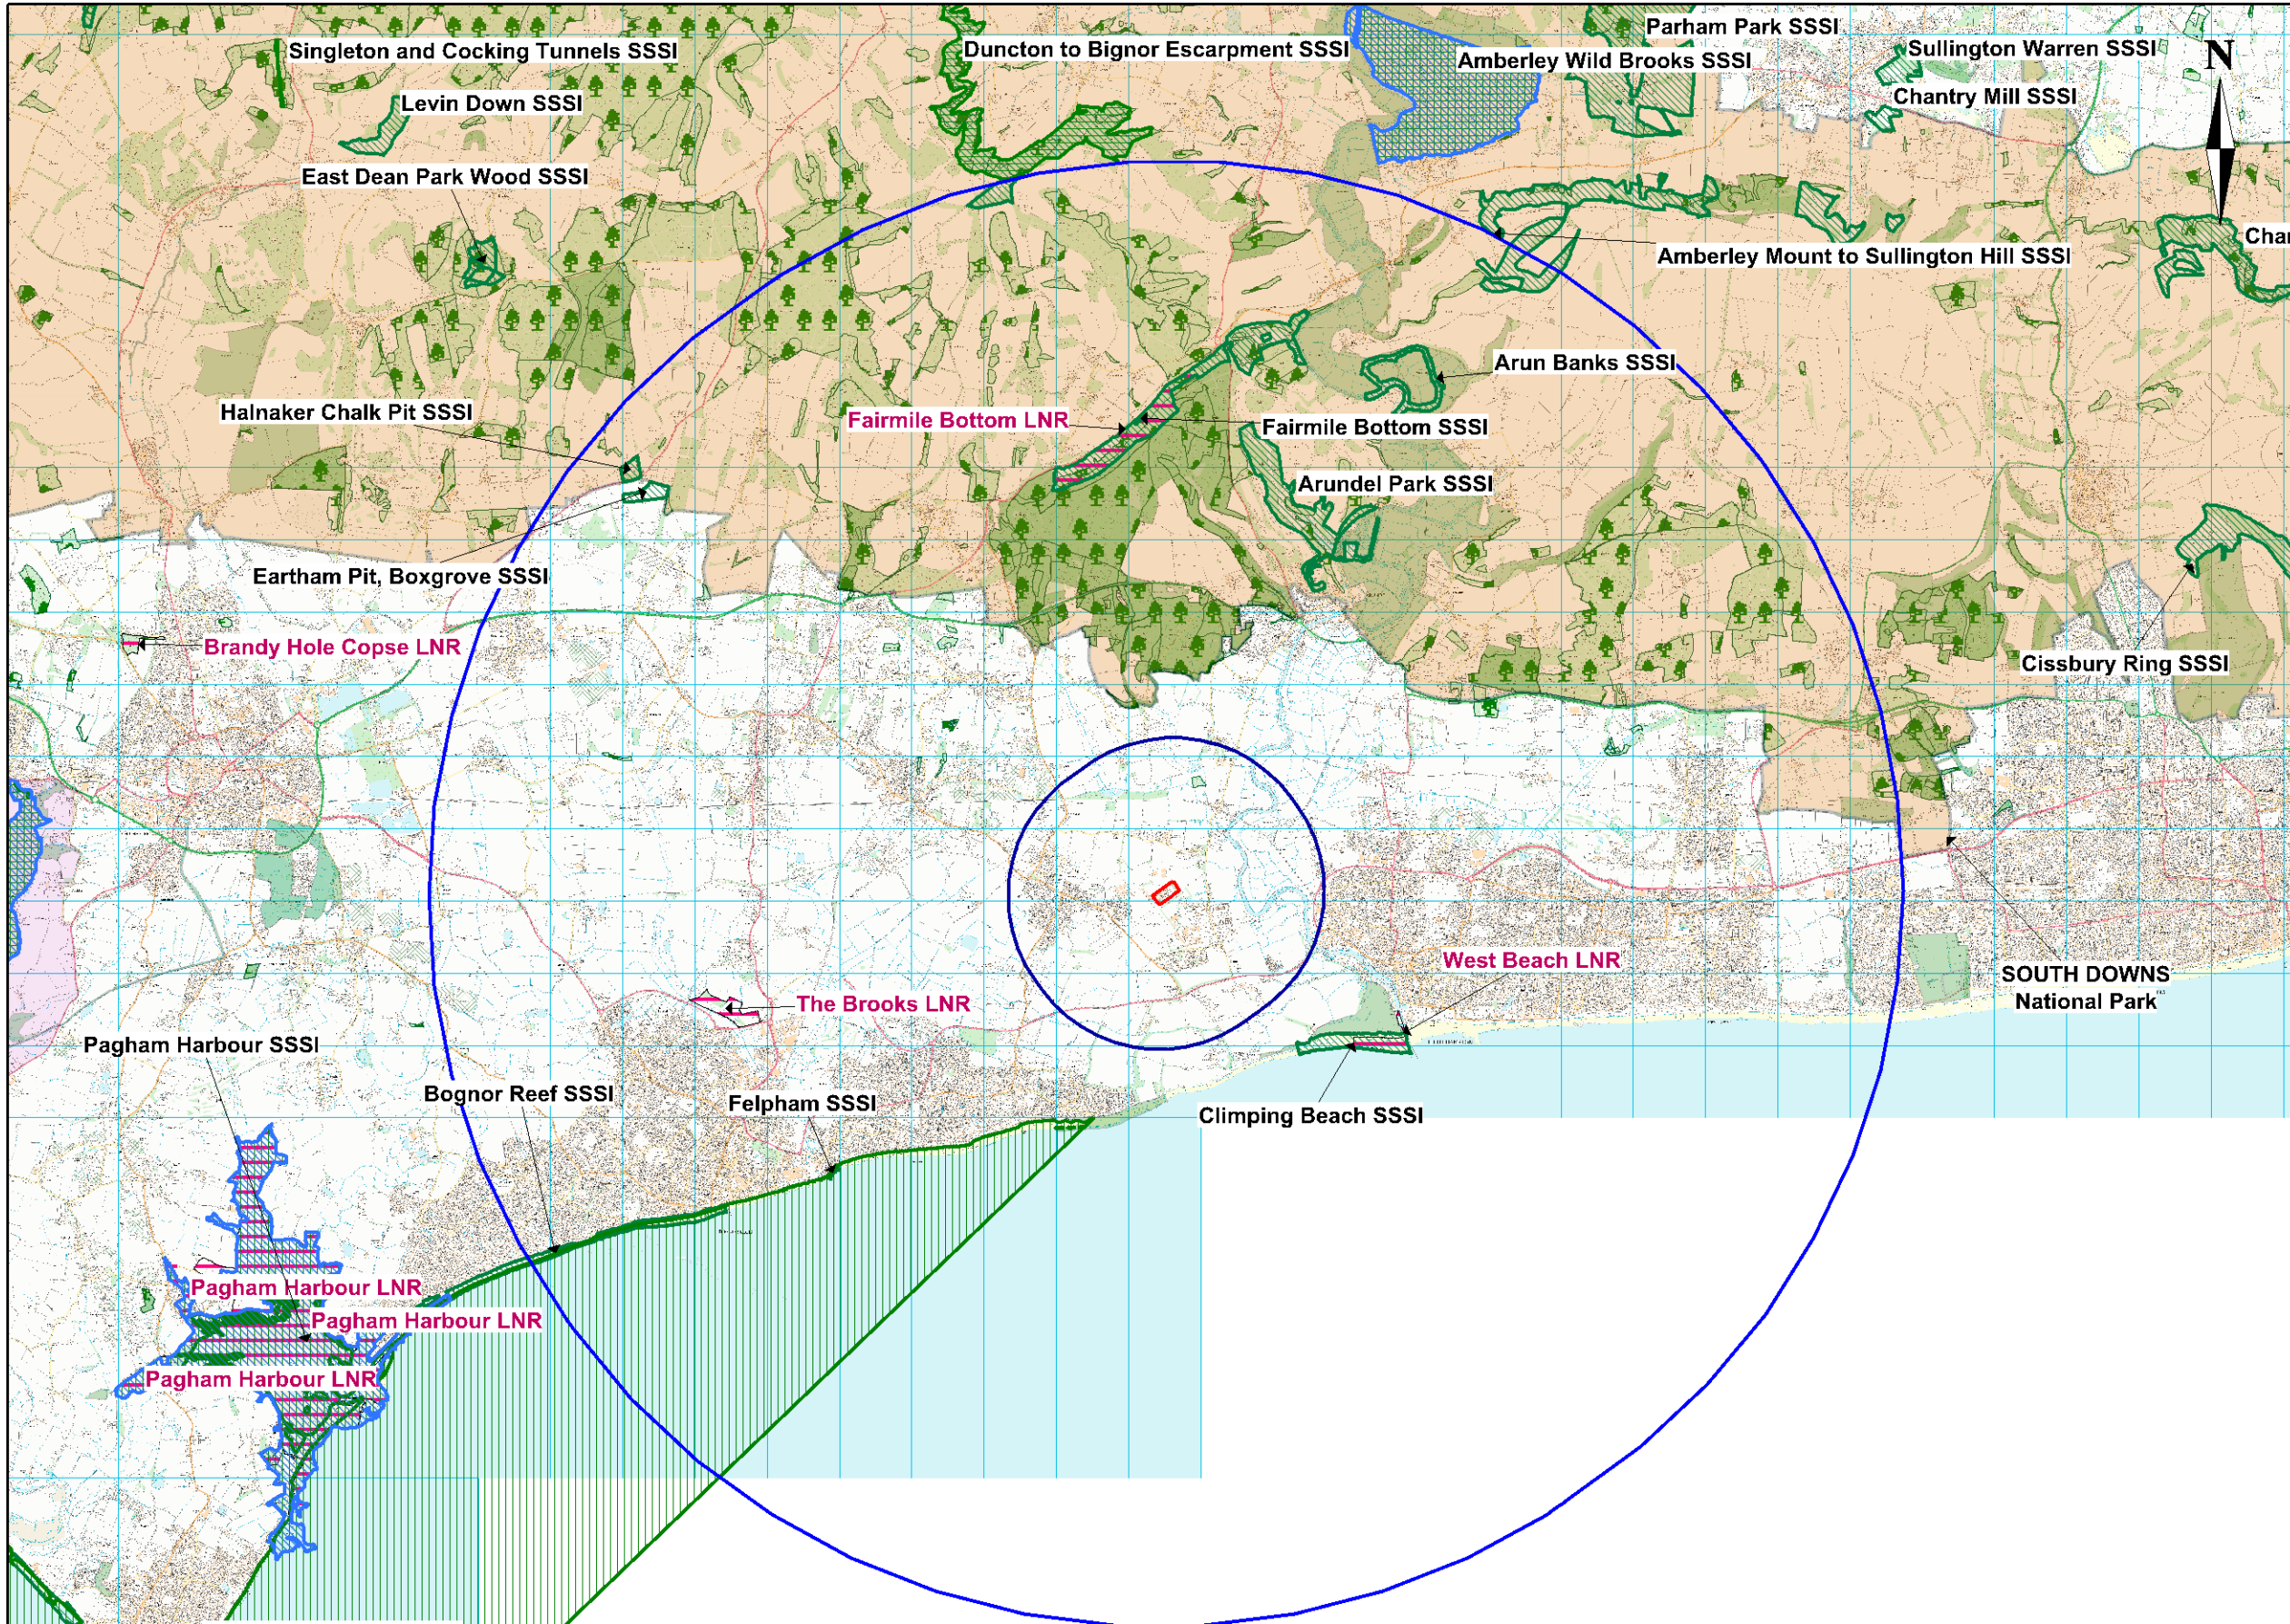 Parham Park SSSI
Singleton and Cocking Tunnels SSSI
Duncton to Bignor Escarpment SSSI
Amberley Wild Brooks SSSI
Sullington Warren SSSI
N
Levin Down SSSI
Chantry Mill SSSI
East Dean Park Wood SSSI
Char
Amberley Mount to Sullington Hill SSSI
Arun Banks SSSI
Halnaker Chalk Pit SSSI
Fairmile Bottom LNR
Fairmile Bottom SSSI
Arundel Park SSSI
Eartham Pit, Boxgrove SSSI
Brandy Hole Copse LNR
Cissbury Ring SSSI
West Beach LNR
SOUTH DOWNS
National Park
The Brooks LNR
Pagham Harbour SSSI
Bognor Reef SSSI
Felpham SSSI
Climping Beach SSSI
Pagham Harbour LNR
Pagham Harbour LNR
Pagham Harbour LNR